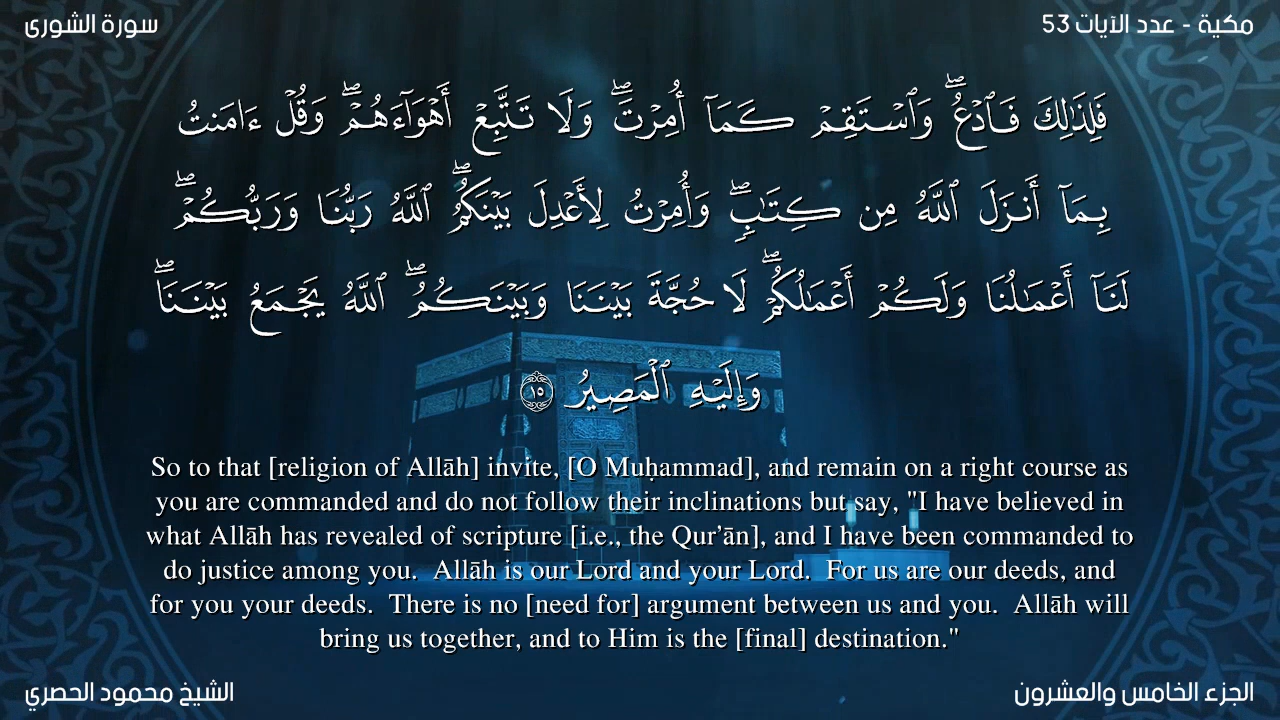 سورة الشورى
مكية - عدد الآيات 53
فَلِذَٰلِكَ فَٱدْعُ ۖ وَٱسْتَقِمْ كَمَآ أُمِرْتَ ۖ وَلَا تَتَّبِعْ أَهْوَآءَهُمْ ۖ وَقُلْ ءَامَنتُ
بِمَآ أَنزَلَ ٱللَّهُ مِن كِتَـٰبٍ ۖ وَأُمِرْتُ لِأَعْدِلَ بَيْنَكُمُ ۖ ٱللَّهُ رَبُّنَا وَرَبُّكُمْ ۖ
لَنَآ أَعْمَـٰلُنَا وَلَكُمْ أَعْمَـٰلُكُمْ ۖ لَا حُجَّةَ بَيْنَنَا وَبَيْنَكُمُ ۖ ٱللَّهُ يَجْمَعُ بَيْنَنَا ۖ
وَإِلَيْهِ ٱلْمَصِيرُ ١٥
So to that [religion of Allāh] invite, [O Muḥammad], and remain on a right course as
you are commanded and do not follow their inclinations but say, "I have believed in
what Allāh has revealed of scripture [i.e., the Qur’ān], and I have been commanded to
do justice among you.  Allāh is our Lord and your Lord.  For us are our deeds, and
for you your deeds.  There is no [need for] argument between us and you.  Allāh will
bring us together, and to Him is the [final] destination."
الشيخ محمود الحصري
الجزء الخامس والعشرون